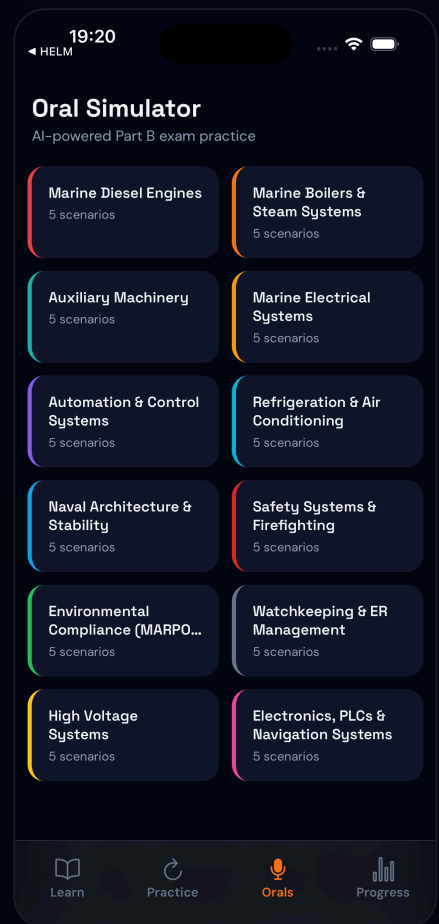 19:20
◀ HELM
Oral Simulator
AI-powered Part B exam practice
Marine Diesel Engines
5 scenarios
Marine Boilers &
Steam Systems
5 scenarios
Auxiliary Machinery
5 scenarios
Marine Electrical
Systems
5 scenarios
Automation & Control
Systems
5 scenarios
Refrigeration & Air
Conditioning
5 scenarios
Naval Architecture &
Stability
5 scenarios
Safety Systems &
Firefighting
5 scenarios
Environmental
Compliance (MARPO...
5 scenarios
Watchkeeping & ER
Management
5 scenarios
High Voltage
Systems
5 scenarios
Electronics, PLCs &
Navigation Systems
5 scenarios
Learn
Practice
Orals
Progress